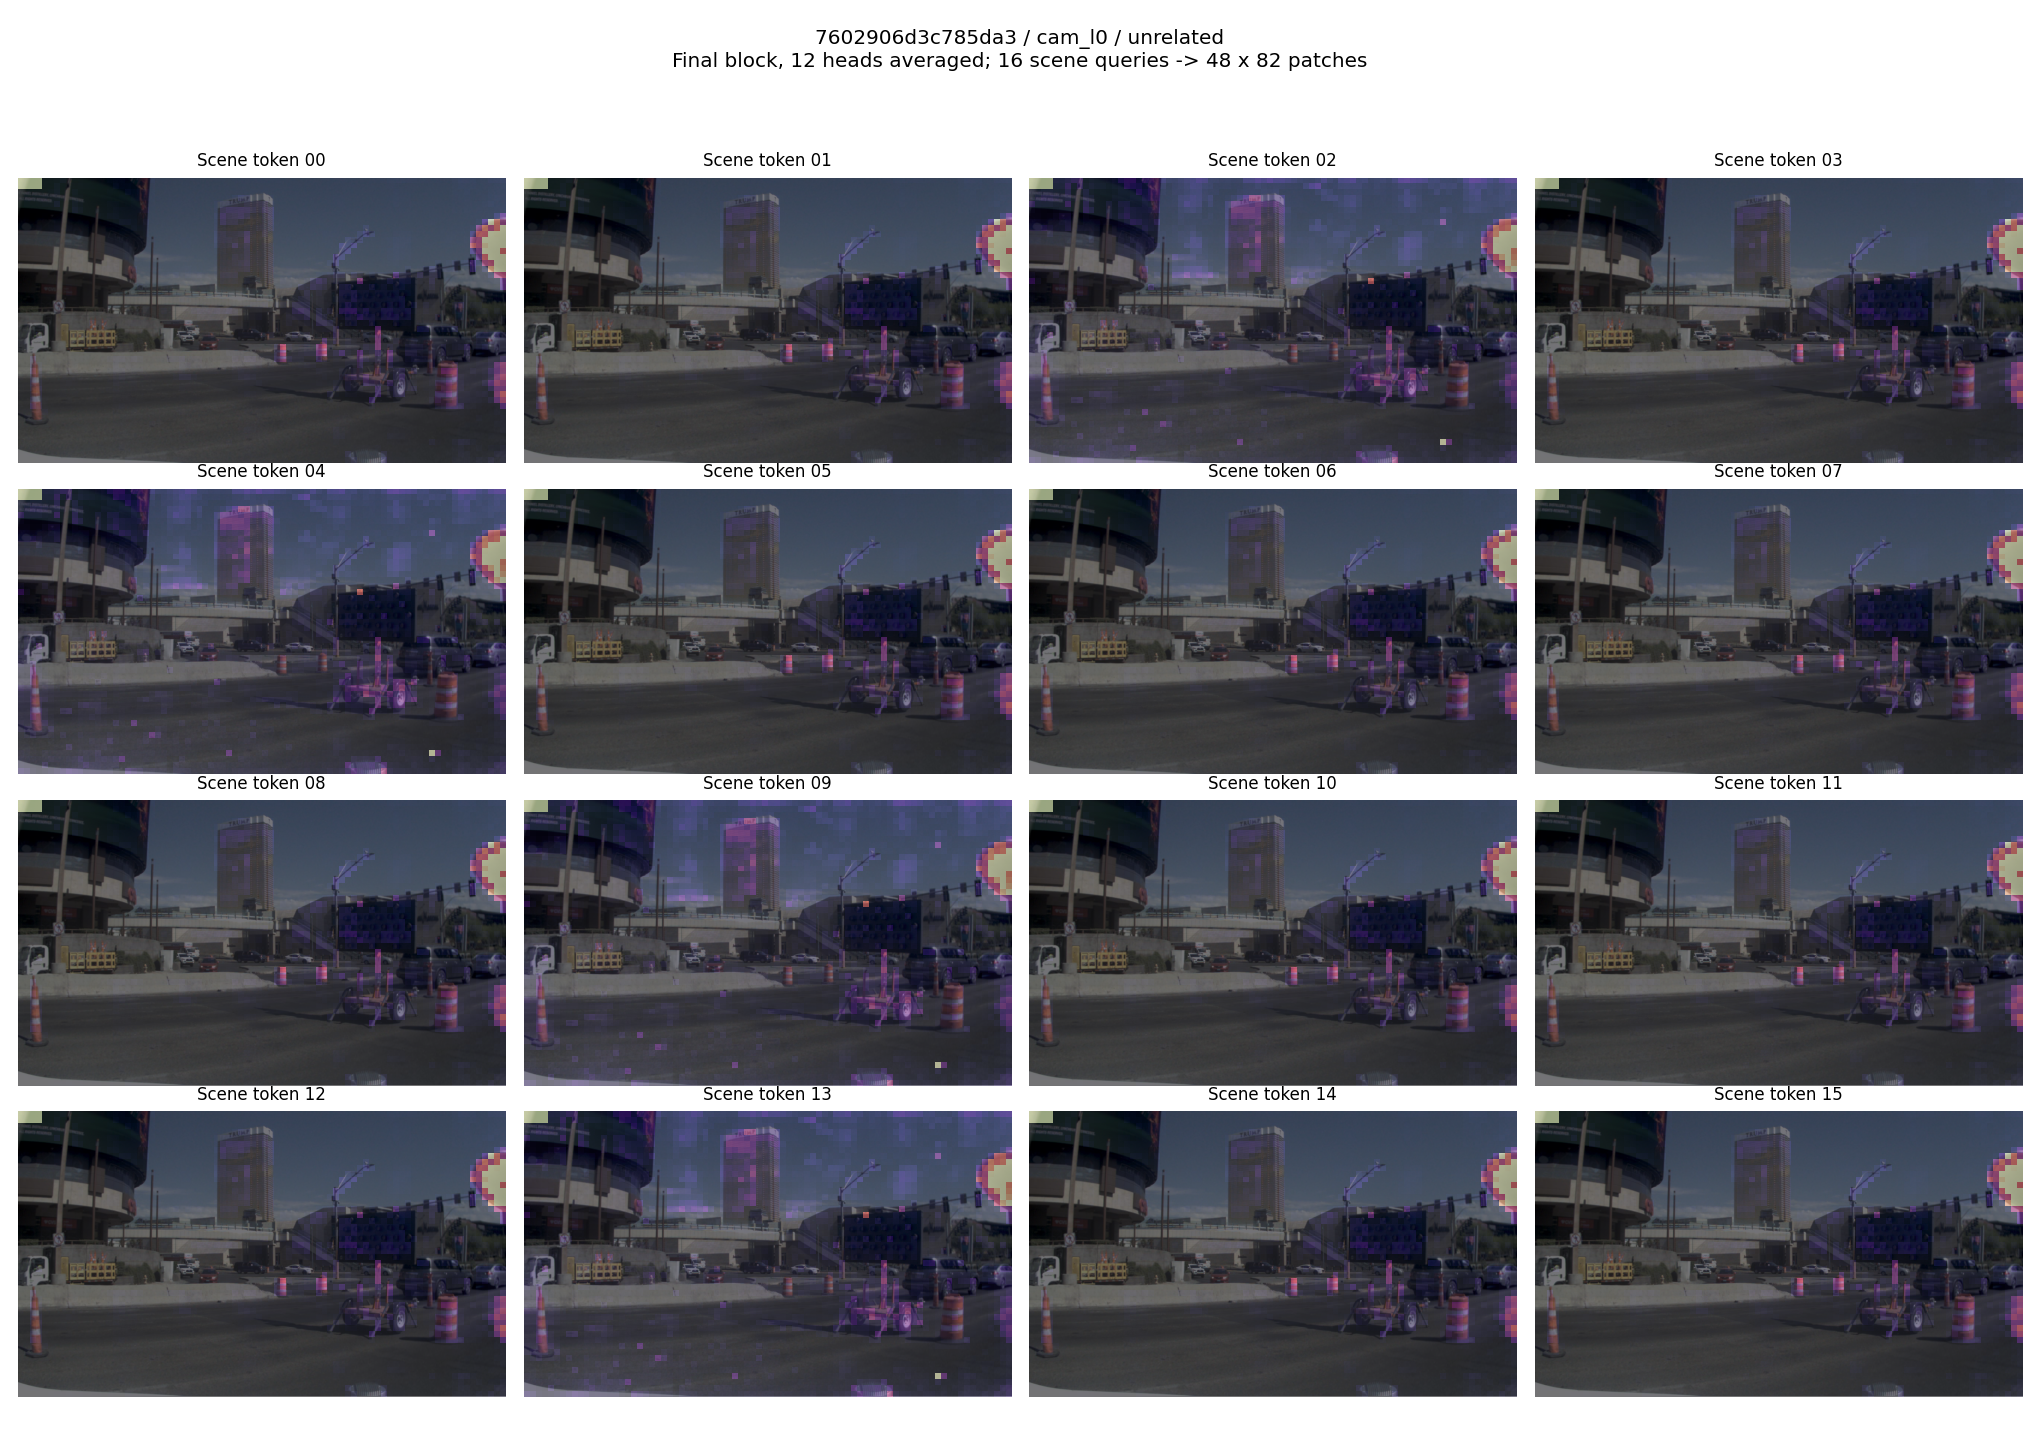 7602906d3c785da3 / cam_l0 / unrelated
Final block, 12 heads averaged; 16 scene queries -> 48 x 82 patches
Scene token 00
Scene token 01
Scene token 02
Scene token 03
Scene token 04
Scene token 05
Scene token 06
Scene token 07
Scene token 08
Scene token 09
Scene token 10
Scene token 11
Scene token 12
Scene token 13
Scene token 14
Scene token 15